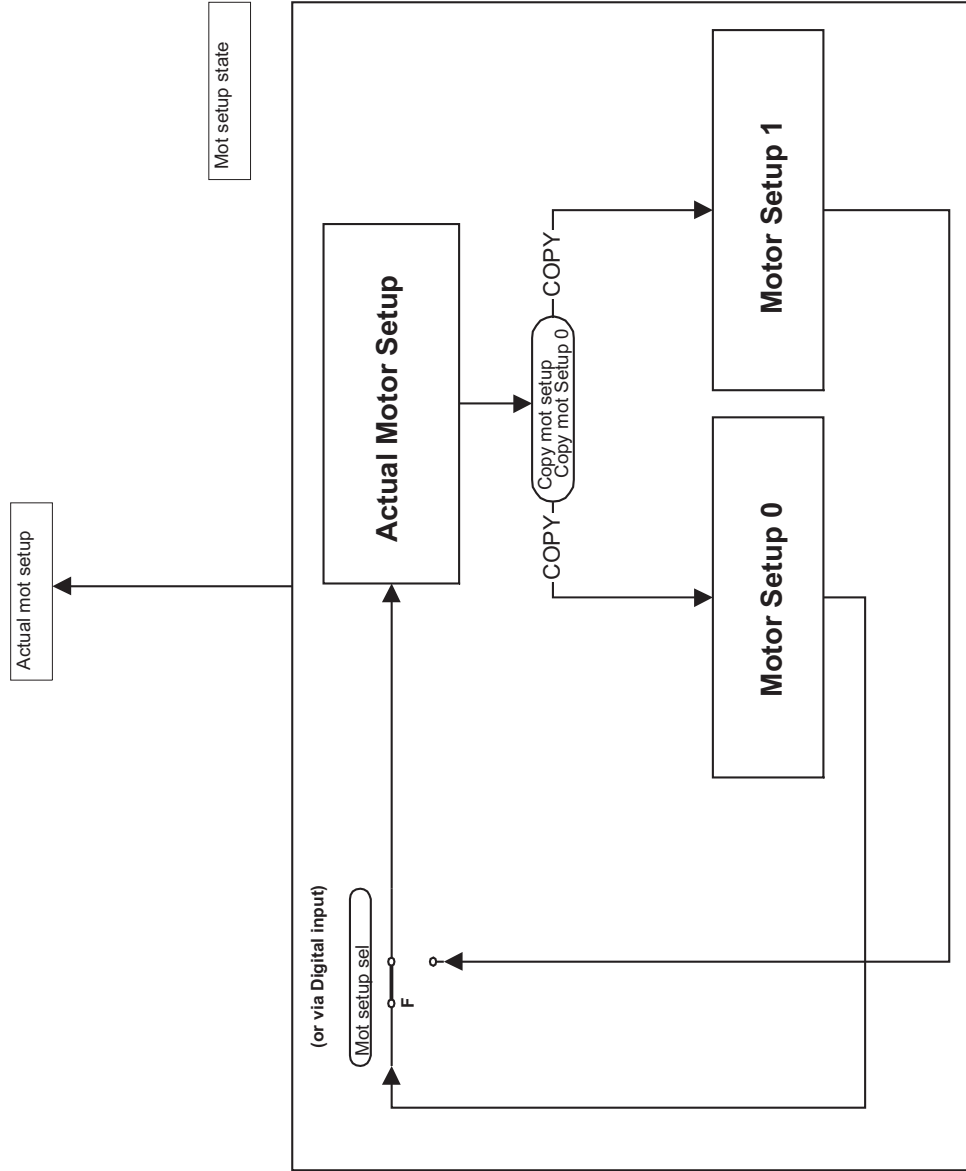 Actual mot setup
Mot setup state
(or via Digital input)
Mot setup sel
F
Actual Motor Setup
COPY
Copy mot setup
Copy mot Setup 0
COPY
Motor Setup 0
Motor Setup 1